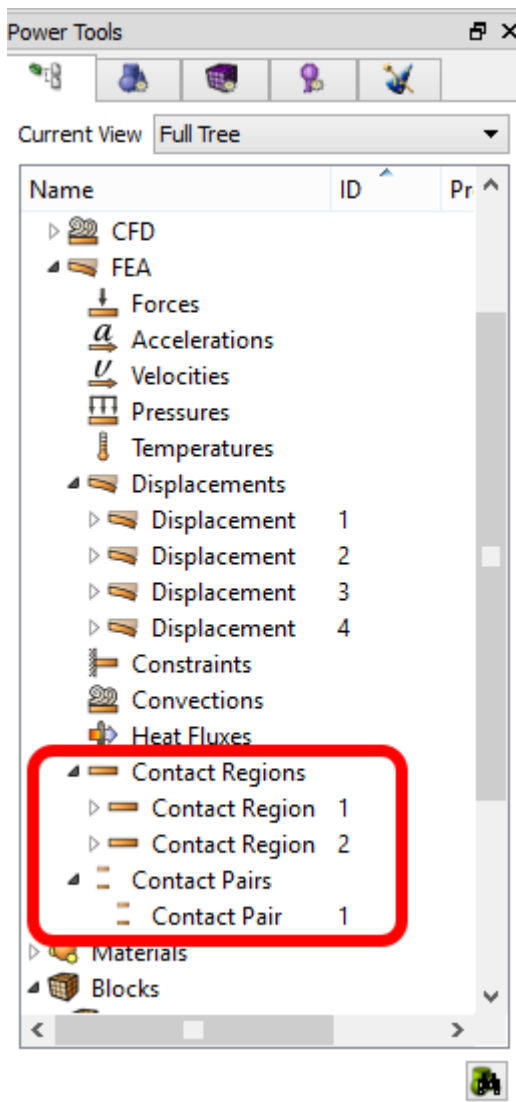 Power Tools
Current View Full Tree
Name ID Pr
CFD
FEA
Forces
a Accelerations
v Velocities
Pressures
Temperatures
Displacements
Displacement 1
Displacement 2
Displacement 3
Displacement 4
Constraints
Convections
Heat Fluxes
Contact Regions
Contact Region 1
Contact Region 2
Contact Pairs
Contact Pair 1
Materials
Blocks